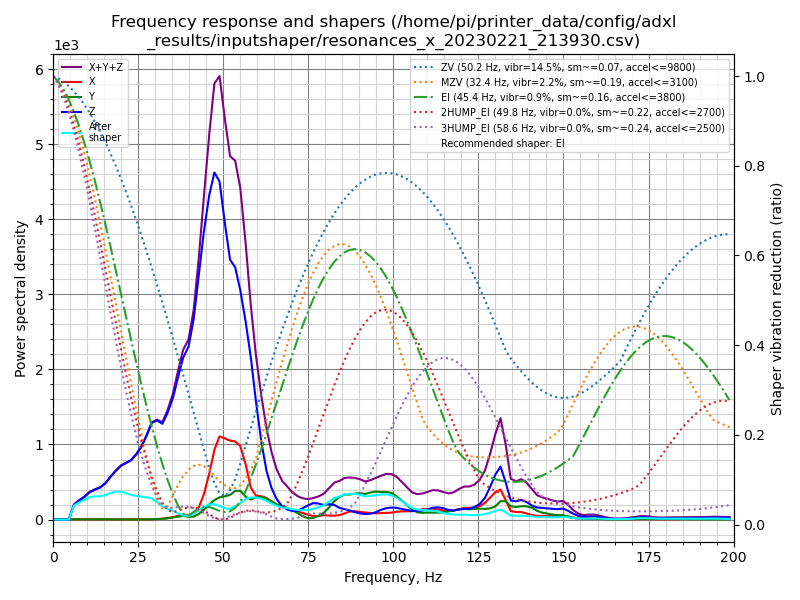 Frequency response and shapers (/home/pi/printer_data/config/adxl
_results/inputshaper/resonances_x_20230221_213930.csv)
1e3
X+Y+Z
X
Y
Z
After
shaper
ZV (50.2 Hz, vibr=14.5%, sm~=0.07, accel<=9800)
MZV (32.4 Hz, vibr=2.2%, sm~=0.19, accel<=3100)
EI (45.4 Hz, vibr=0.9%, sm~=0.16, accel<=3800)
2HUMP_EI (49.8 Hz, vibr=0.0%, sm~=0.22, accel<=2700)
3HUMP_EI (58.6 Hz, vibr=0.0%, sm~=0.24, accel<=2500)
Recommended shaper: EI
6
5
4
3
2
1
0
Power spectral density
1.0
0.8
0.6
0.4
0.2
0.0
Shaper vibration reduction (ratio)
0 25 50 75 100 125 150 175 200
Frequency, Hz